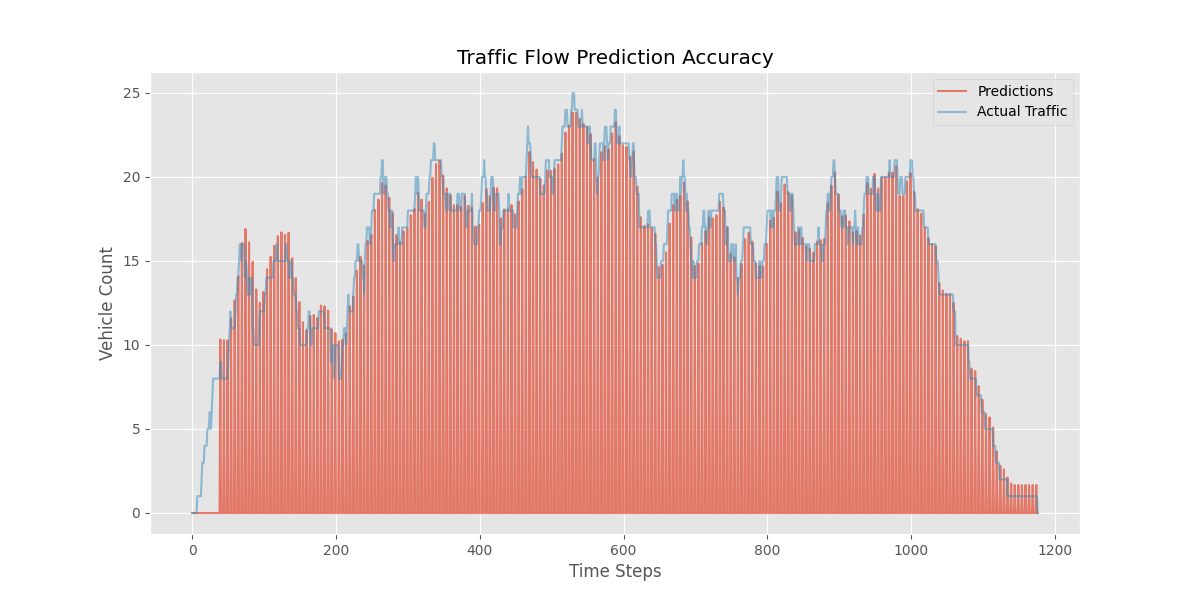 Traffic Flow Prediction Accuracy
Predictions
Actual Traffic
25
20
15
10
5
0
Vehicle Count
0 200 400 600 800 1000 1200
Time Steps